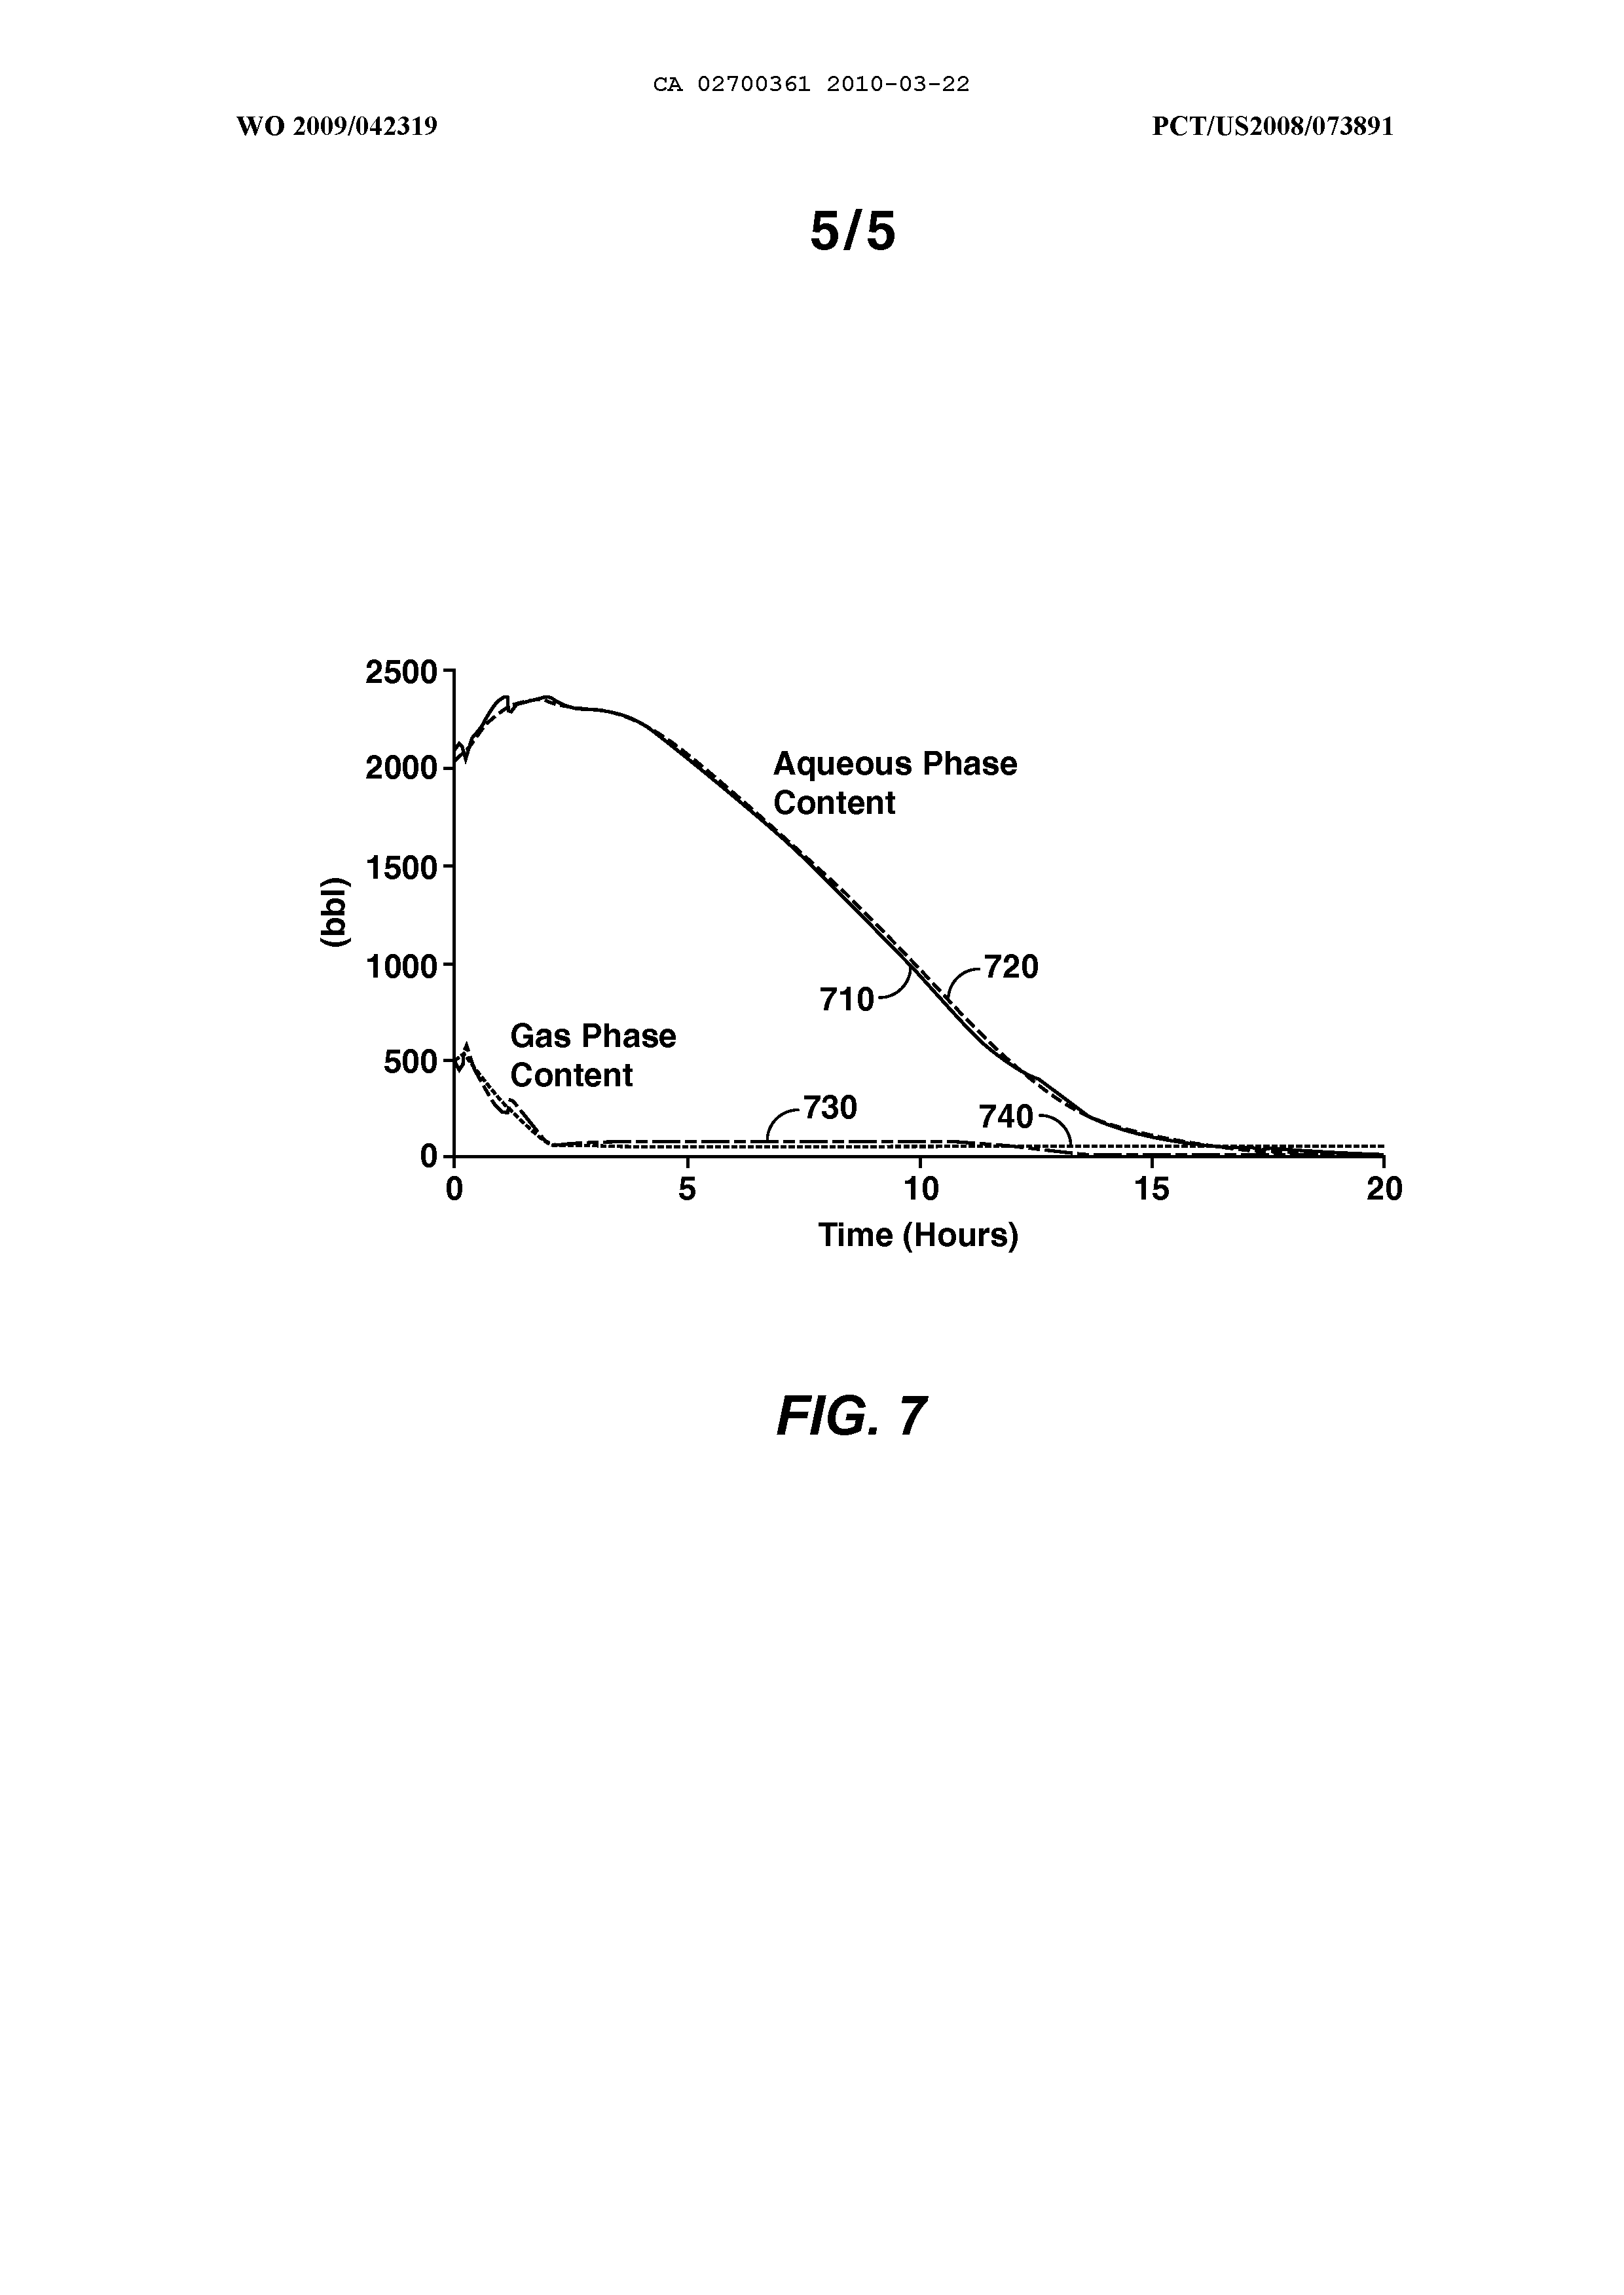 CA 02700361 2010-03-22
WO 2009/042319
PCT/US2008/073891
5/5
2500
2000
1500
1000
500
0
(bbl)
Aqueous Phase
Content
720
710
Gas Phase
Content
730
740
0
5
10
15
20
Time (Hours)
FIG. 7